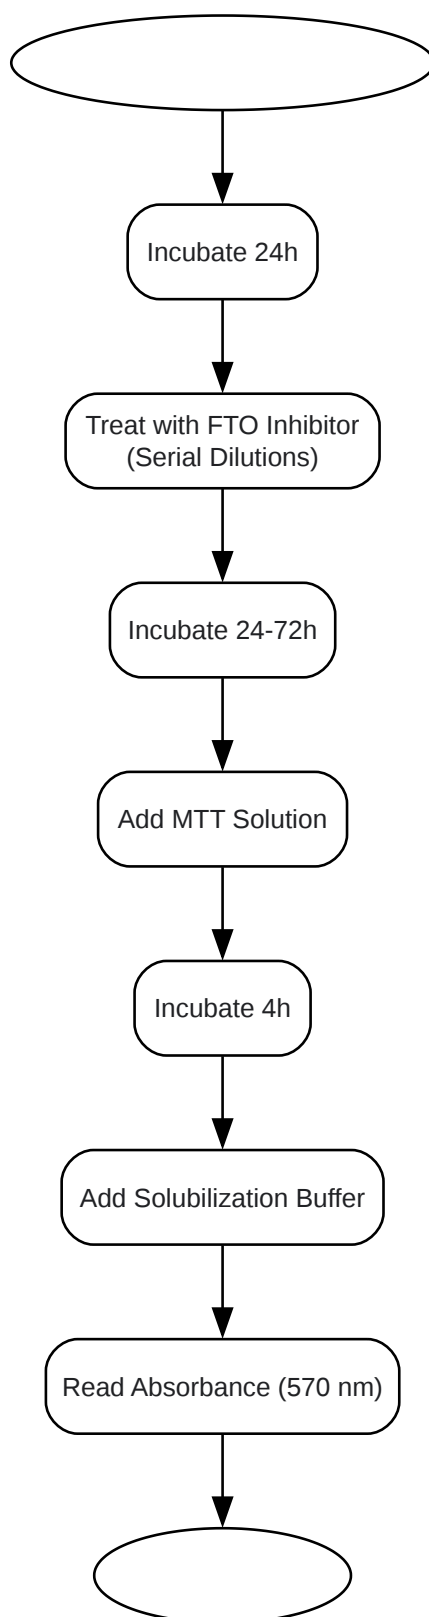 Incubate 24h
Treat with FTO Inhibitor
(Serial Dilutions)
Incubate 24-72h
Add MTT Solution
Incubate 4h
Add Solubilization Buffer
Read Absorbance (570 nm)